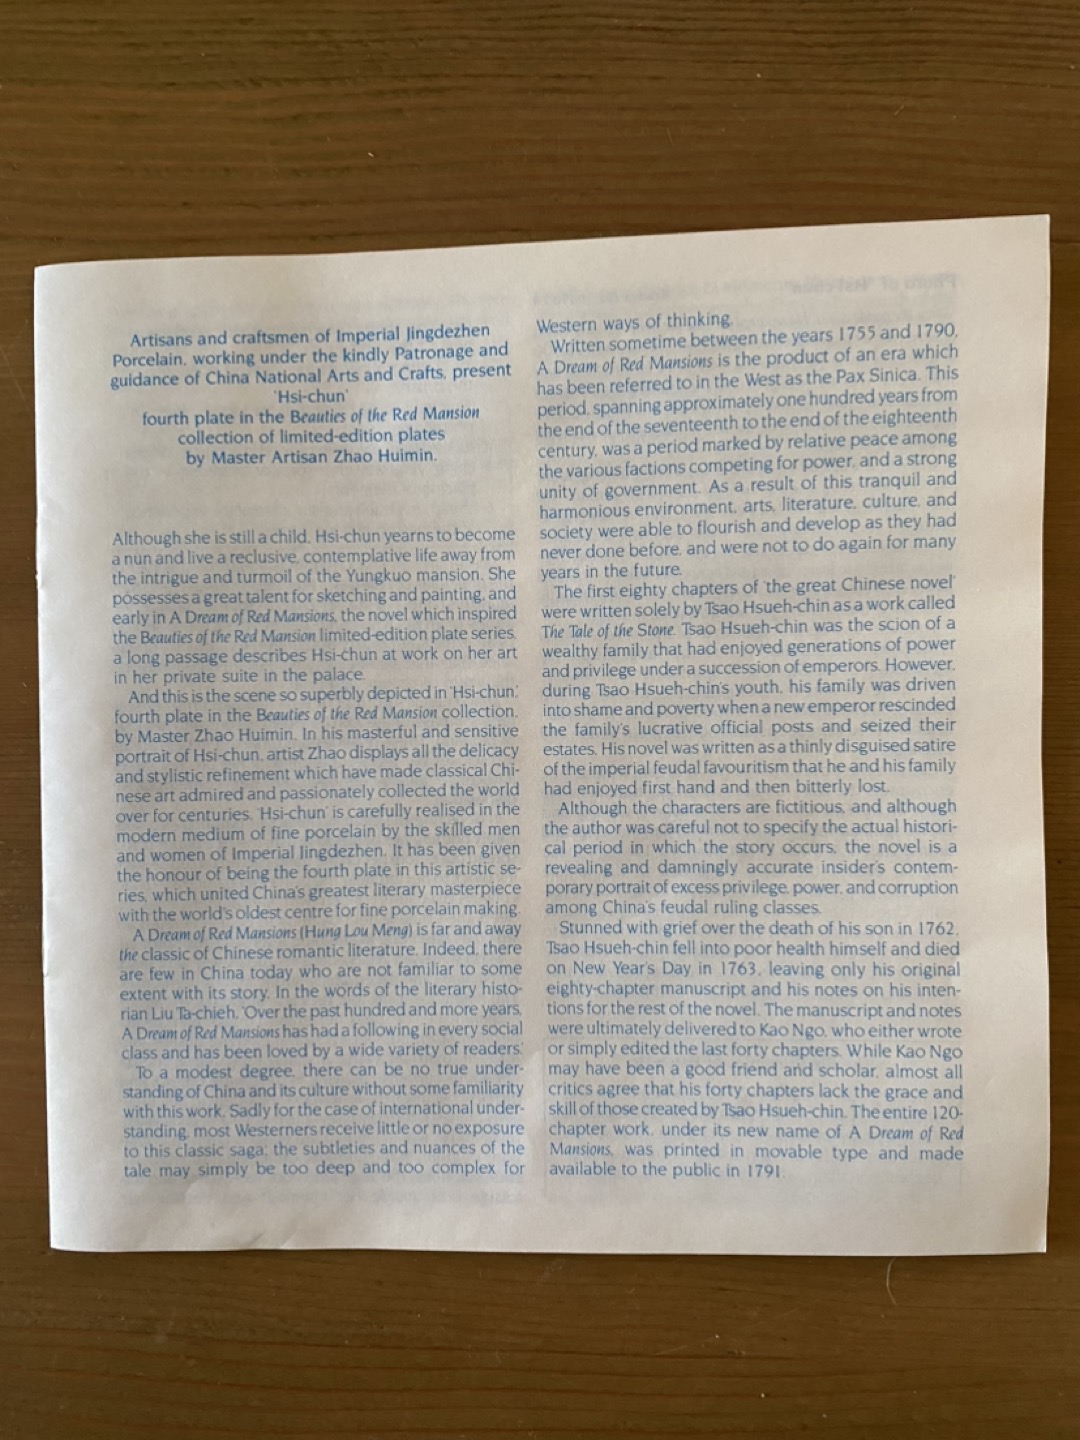 Artisans and craftsmen of Imperial Jingdezhen
Porcelain, working under the kindly Patronage and
guidance of China National Arts and Crafts, present
'Hsi-chun'
fourth plate in the Beauties of the Red Mansion
collection of limited-edition plates
by Master Artisan Zhao Huimin.
Although she is still a child, Hsi-chun yearns to become
a nun and live a reclusive, contemplative life away from
the intrigue and turmoil of the Yungkuo mansion. She
possesses a great talent for sketching and painting, and
early in A Dream of Red Mansions, the novel which inspired
the Beauties of the Red Mansion limited-edition plate series,
a long passage describes Hsi-chun at work on her art
in her private suite in the palace.
And this is the scene so superbly depicted in 'Hsi-chun,'
fourth plate in the Beauties of the Red Mansion collection,
by Master Zhao Huimin. In his masterful and sensitive
portrait of Hsi-chun, artist Zhao displays all the delicacy
and stylistic refinement which have made classical Chi-
nese art admired and passionately collected the world
over for centuries. 'Hsi-chun' is carefully realised in the
modern medium of fine porcelain by the skilled men
and women of Imperial Jingdezhen. It has been given
the honour of being the fourth plate in this artistic se-
ries, which united China's greatest literary masterpiece
with the world's oldest centre for fine porcelain making.
A Dream of Red Mansions (Hung Lou Meng) is far and away
the classic of Chinese romantic literature. Indeed, there
are few in China today who are not familiar to some
extent with its story. In the words of the literary histo-
rian Liu Ta-chieh, 'Over the past hundred and more years,
A Dream of Red Mansions has had a following in every social
class and has been loved by a wide variety of readers.'
To a modest degree, there can be no true under-
standing of China and its culture without some familiarity
with this work. Sadly for the case of international under-
standing, most Westerners receive little or no exposure
to this classic saga; the subtleties and nuances of the
tale may simply be too deep and too complex for
Western ways of thinking.
Written sometime between the years 1755 and 1790,
A Dream of Red Mansions is the product of an era which
has been referred to in the West as the Pax Sinica. This
period, spanning approximately one hundred years from
the end of the seventeenth to the end of the eighteenth
century, was a period marked by relative peace among
the various factions competing for power, and a strong
unity of government. As a result of this tranquil and
harmonious environment, arts, literature, culture, and
society were able to flourish and develop as they had
never done before, and were not to do again for many
years in the future.
The first eighty chapters of 'the great Chinese novel'
were written solely by Tsao Hsueh-chin as a work called
The Tale of the Stone. Tsao Hsueh-chin was the scion of a
wealthy family that had enjoyed generations of power
and privilege under a succession of emperors. However,
during Tsao Hsueh-chin's youth, his family was driven
into shame and poverty when a new emperor rescinded
the family's lucrative official posts and seized their
estates. His novel was written as a thinly disguised satire
of the imperial feudal favouritism that he and his family
had enjoyed first hand and then bitterly lost.
Although the characters are fictitious, and although
the author was careful not to specify the actual histori-
cal period in which the story occurs, the novel is a
revealing and damningly accurate insider's contem-
porary portrait of excess privilege, power, and corruption
among China's feudal ruling classes.
Stunned with grief over the death of his son in 1762,
Tsao Hsueh-chin fell into poor health himself and died
on New Year's Day in 1763, leaving only his original
eighty-chapter manuscript and his notes on his inten-
tions for the rest of the novel. The manuscript and notes
were ultimately delivered to Kao Ngo, who either wrote
or simply edited the last forty chapters. While Kao Ngo
may have been a good friend and scholar, almost all
critics agree that his forty chapters lack the grace and
skill of those created by Tsao Hsueh-chin. The entire 120-
chapter work, under its new name of A Dream of Red
Mansions, was printed in movable type and made
available to the public in 1791.